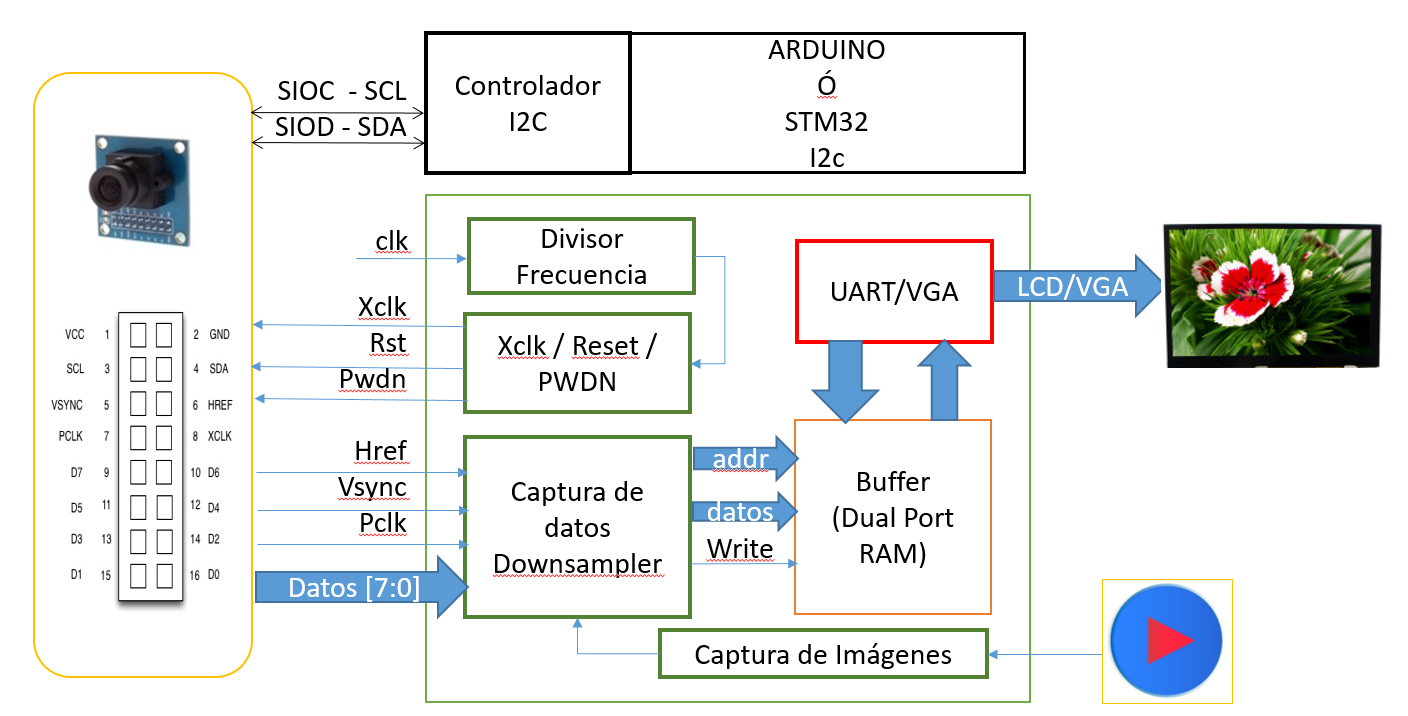 ARDUINO
Ó
STM32
I2c
Controlador
I2C
SIOC - SCL
SIOD - SDA
clk
Divisor
Frecuencia
Xclk
Rst
Pwdn
Xclk / Reset /
PWDN
UART/VGA
LCD/VGA
VCC 1 2 GND
SCL 3 4 SDA
VSYNC 5 6 HREF
PCLK 7 8 XCLK
D7 9 10 D6
D5 11 12 D4
D3 13 14 D2
D1 15 16 D0
Href
Vsync
Pclk
Datos [7:0]
Captura de
datos
Downsampler
addr
datos
Write
Buffer
(Dual Port
RAM)
Captura de Imágenes